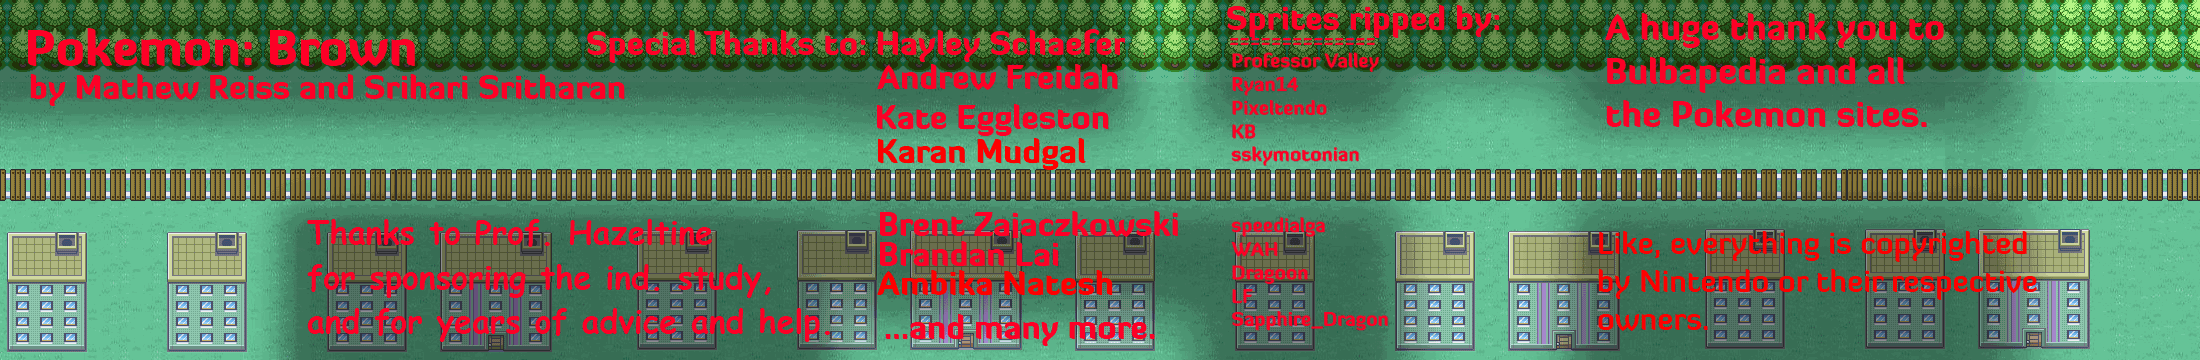 Pokemon: Brown
by Mathew Reiss and Srihari Sritharan
Thanks to Prof. Hazeltine
for sponsoring the ind. study,
and for years of advice and help.
Special Thanks to: Hayley Schaefer
Andrew Freidah
Kate Eggleston
Karan Mudgal
Brent Zajaczkowski
Brandan Lai
Ambika Natesh
...and many more.
Sprites ripped by:
===============
Professor Valley
Ryan14
Pixeltendo
KB
sskymotonian
speedialga
WAH
Dragoon
LF
Sapphire_Dragon
A huge thank you to
Bulbapedia and all
the Pokemon sites.
Like, everything is copyrighted
by Nintendo or their respective
owners.